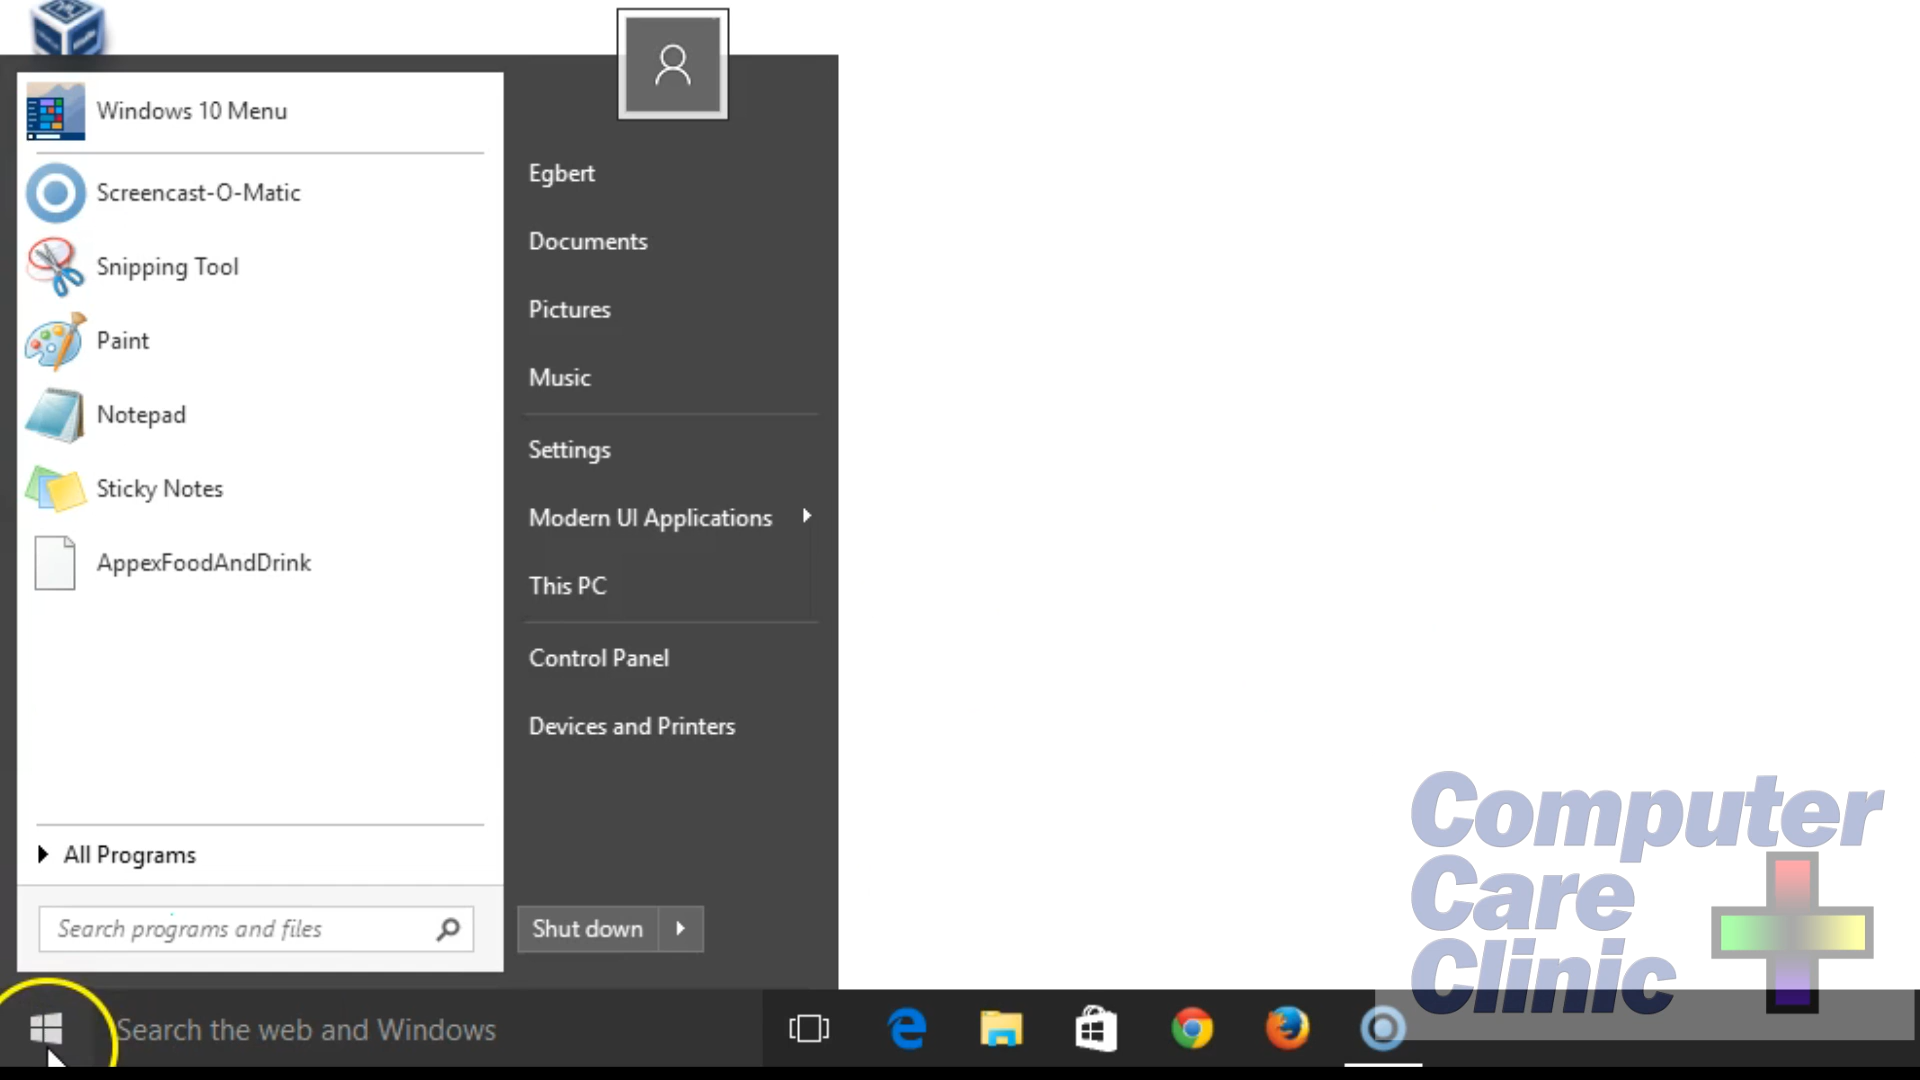 Windows 10 Menu
Screencast-O-Matic
Snipping Tool
Paint
Notepad
Sticky Notes
AppexFoodAndDrink
All Programs
Search programs and files
Egbert
Documents
Pictures
Music
Settings
Modern UI Applications
This PC
Control Panel
Devices and Printers
Shut down
Search the web and Windows
Computer
Care
Clinic